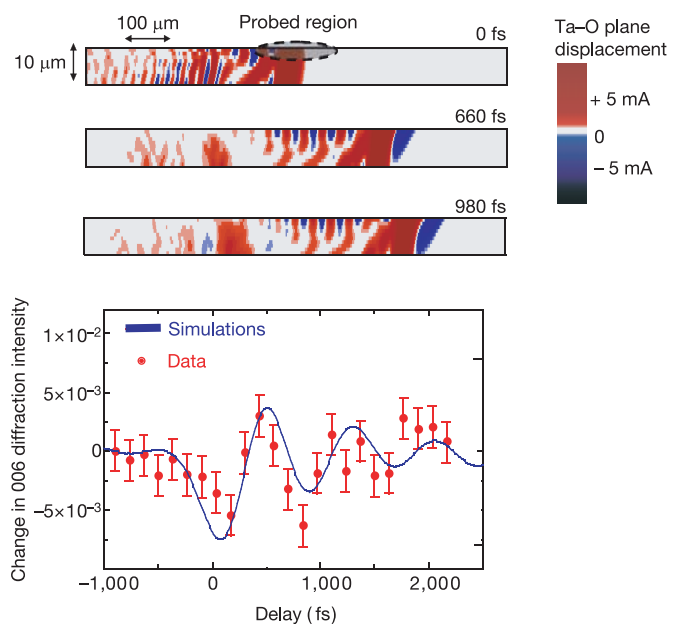 100 µm
Probed region
0 fs
Ta–O plane
displacement
10 µm
+ 5 mA
0
− 5 mA
660 fs
980 fs
Change in 006 diffraction intensity
1×10⁻²
5×10⁻³
0
−5×10⁻³
Simulations
Data
−1,000
0
1,000
2,000
Delay (fs)